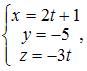 x = 2t + 1
y = −5 ,
z = −3t